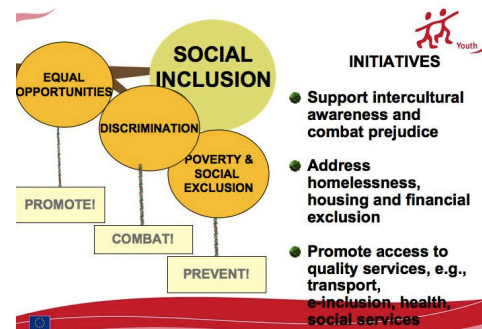 SOCIAL
INCLUSION
EQUAL
OPPORTUNITIES
DISCRIMINATION
POVERTY &
SOCIAL
EXCLUSION
PROMOTE!
COMBAT!
PREVENT!
Youth
INITIATIVES
Support intercultural
awareness and
combat prejudice
Address
homelessness,
housing and financial
exclusion
Promote access to
quality services, e.g.,
transport,
e-inclusion, health,
social services